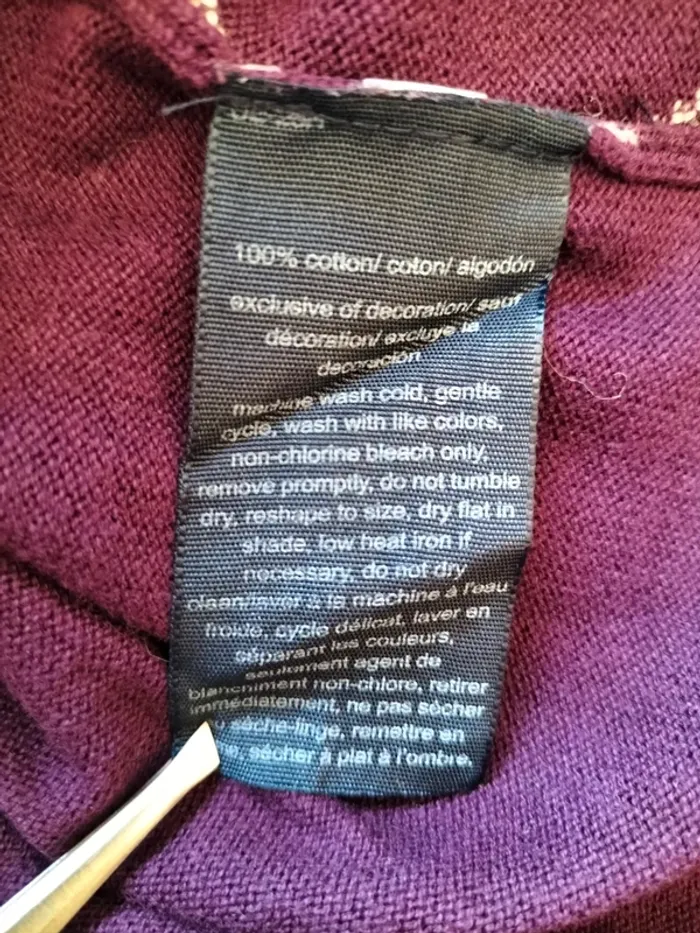 100% cotton/ coton/ algodón
exclusive of decoration/ sauf
décoration/ excluye la
decoración
machine wash cold, gentle
cycle, wash with like colors,
non-chlorine bleach only,
remove promptly, do not tumble
dry, reshape to size, dry flat in
shade, low heat iron if
necessary, do not dry
clean/laver à la machine à l'eau
froide, cycle délicat, laver en
séparant les couleurs,
seulement agent de
blanchiment non-chlore, retirer
immédiatement, ne pas sécher
sèche-linge, remettre en
sécher à plat à l'ombre,